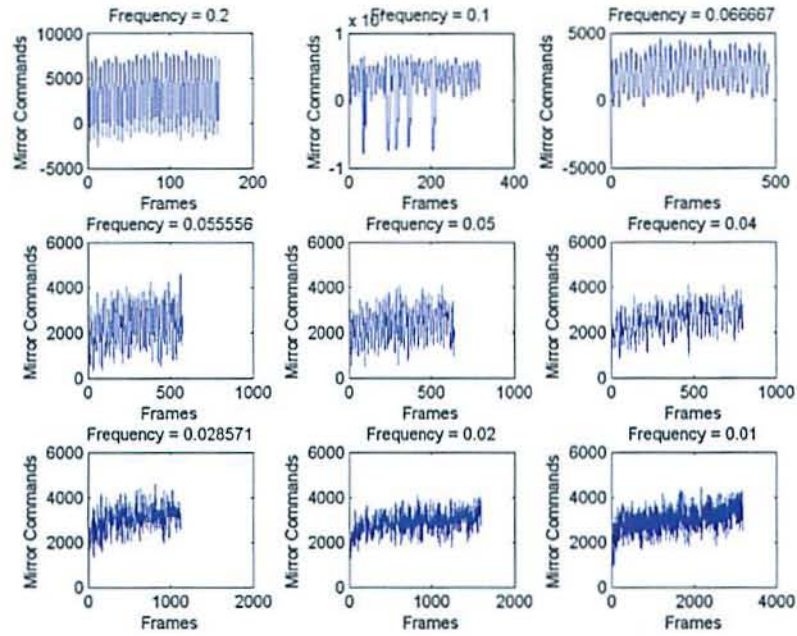 Frequency = 0.2
Mirror Commands
10000
5000
0
-5000
0 100 200
Frames
x 10
Frequency = 0.1
Mirror Commands
1
0
-1
0 200 400
Frames
Frequency = 0.066667
Mirror Commands
5000
0
-5000
0 500
Frames
Frequency = 0.055556
Mirror Commands
6000
4000
2000
0
0 500 1000
Frames
Frequency = 0.05
Mirror Commands
6000
4000
2000
0
0 500 1000
Frames
Frequency = 0.04
Mirror Commands
6000
4000
2000
0
0 500 1000
Frames
Frequency = 0.028571
Mirror Commands
6000
4000
2000
0
0 1000 2000
Frames
Frequency = 0.02
Mirror Commands
6000
4000
2000
0
0 1000 2000
Frames
Frequency = 0.01
Mirror Commands
6000
4000
2000
0
0 2000 4000
Frames